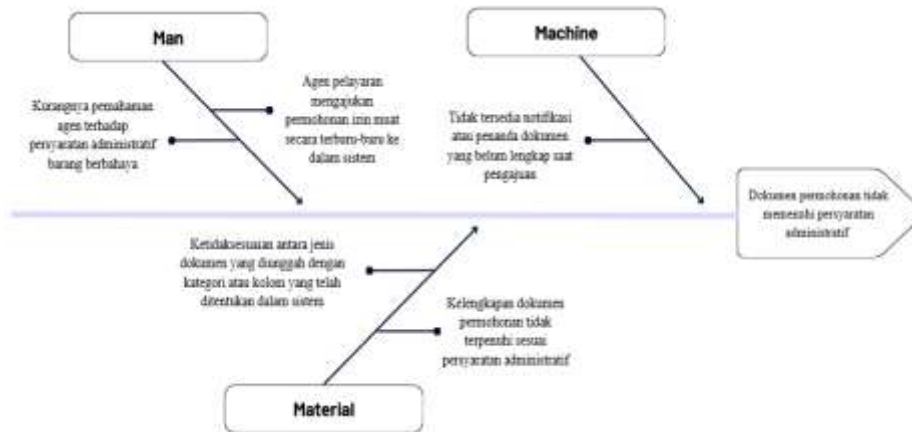 Man
Machine
Kurangnya pemahaman
agen terhadap
persyaratan administratif
barang berbahaya
Agen pelayaran
mengajukan
permohonan izin muat
secara terburu-buru ke
dalam sistem
Tidak tersedia notifikasi
atau penanda dokumen
yang belum lengkap saat
pengajuan
Dokumen permohonan tidak
memenuhi persyaratan
administratif
Ketidaksesuaian antara jenis
dokumen yang diunggah dengan
kategori atau kolom yang telah
ditentukan dalam sistem
Kelengkapan dokumen
permohonan tidak
terpenuhi sesuai
persyaratan administratif
Material